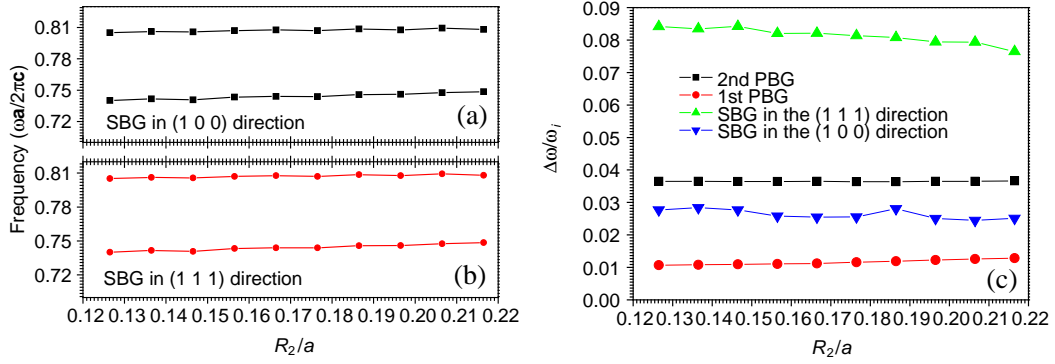 0.81
0.78
0.75
0.72
SBG in (1 0 0) direction
(a)
Frequency (ωa/2πc)
0.81
0.78
0.75
0.72
SBG in (1 1 1) direction
(b)
0.12 0.13 0.14 0.15 0.16 0.17 0.18 0.19 0.20 0.21 0.22
R2/a
0.09
0.08
0.07
0.06
0.05
0.04
0.03
0.02
0.01
0.00
Δω/ωi
2nd PBG
1st PBG
SBG in the (1 1 1) direction
SBG in the (1 0 0) direction
(c)
0.12 0.13 0.14 0.15 0.16 0.17 0.18 0.19 0.20 0.21 0.22
R2/a